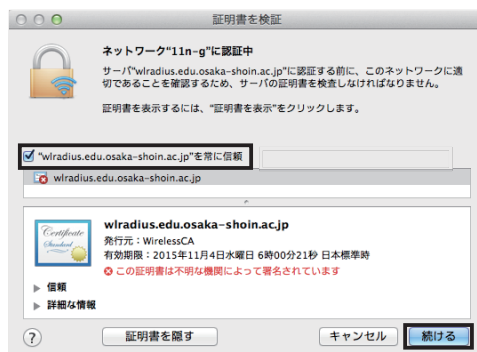 証明書を検証
ネットワーク“11n-g”に認証中
サーバ“wlradius.edu.osaka-shoin.ac.jp”に認証する前に、このネットワークに適
切であることを確認するため、サーバの証明書を検査しなければなりません。
証明書を表示するには、“証明書を表示”をクリックします。
“wlradius.edu.osaka-shoin.ac.jp”を常に信頼
wlradius.edu.osaka-shoin.ac.jp
Certificate
Standard
wlradius.edu.osaka-shoin.ac.jp
発行元：WirelessCA
有効期限：2015年11月4日水曜日 6時00分21秒 日本標準時
この証明書は不明な機関によって署名されています
▶ 信頼
▶ 詳細な情報
? 証明書を隠す キャンセル 続ける